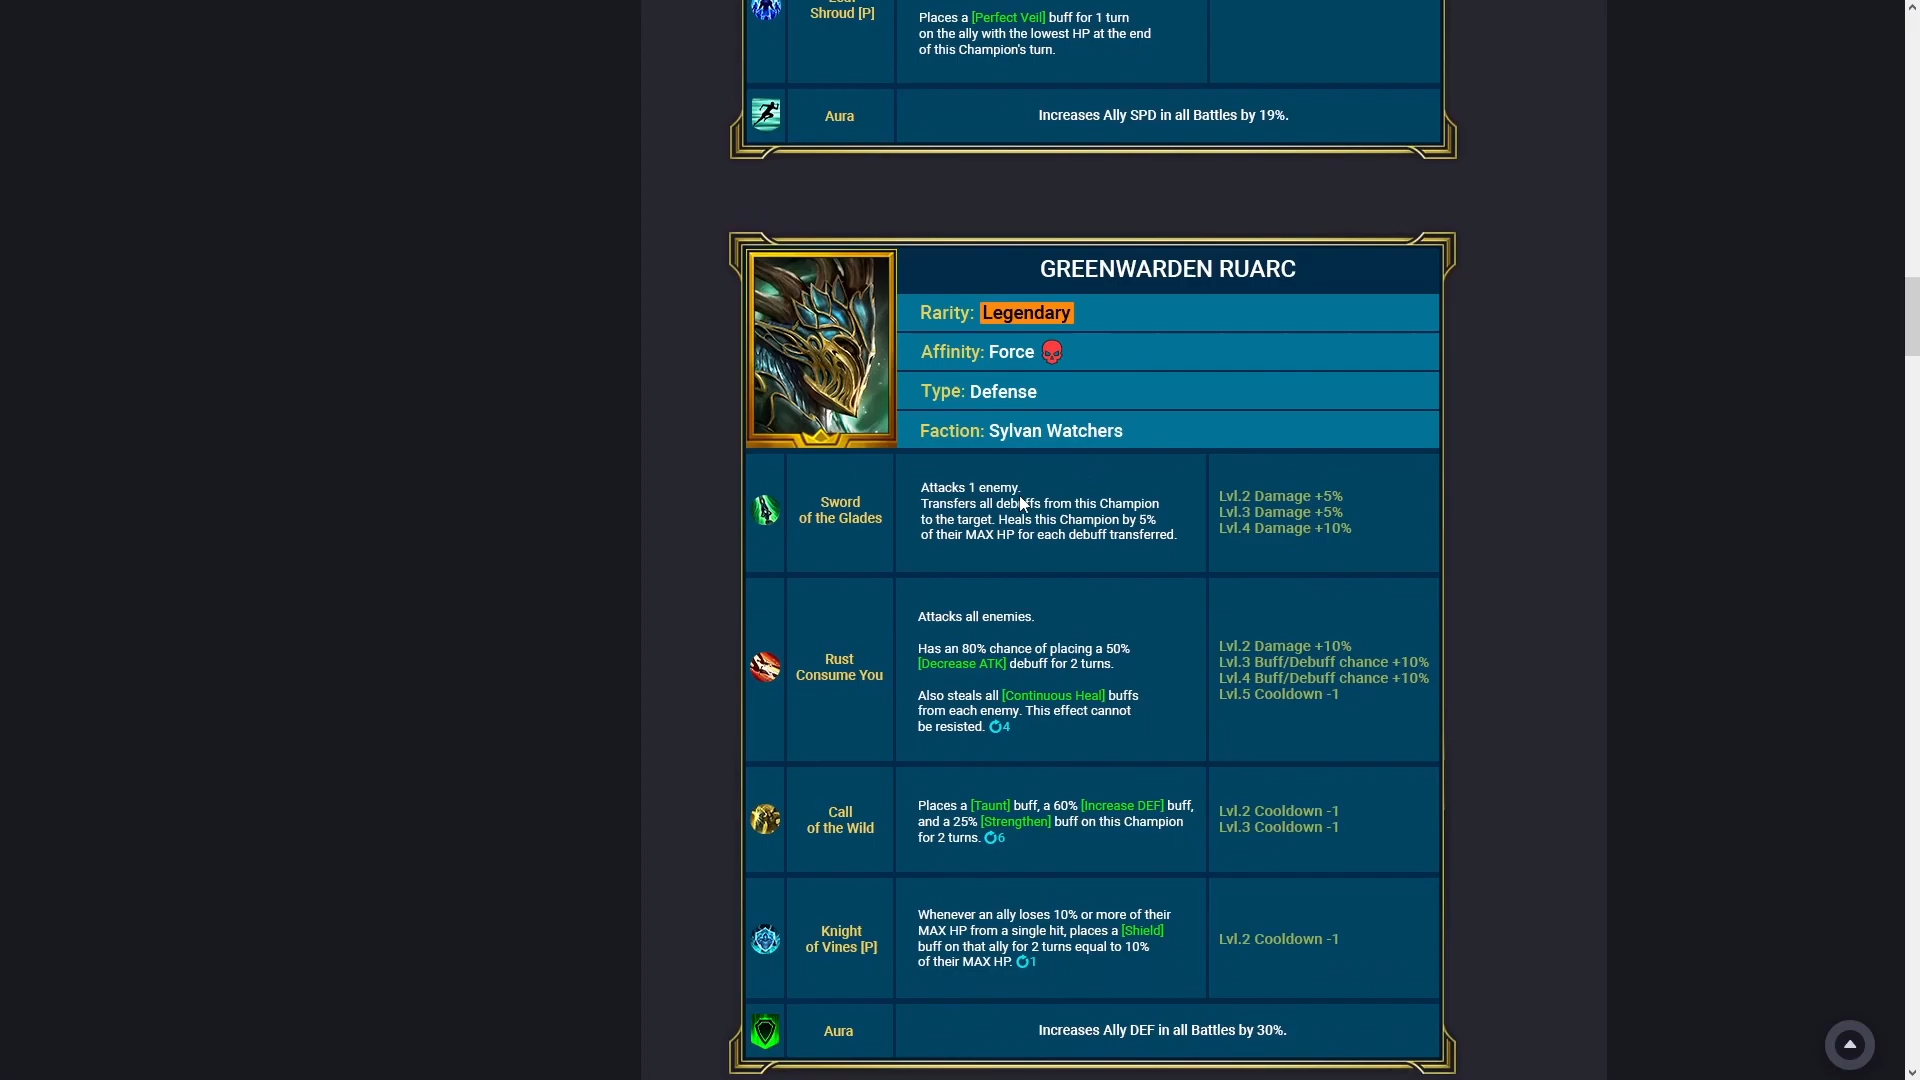 Shroud [P]
Places a [Perfect Veil] buff for 1 turn
on the ally with the lowest HP at the end
of this Champion's turn.
Aura
Increases Ally SPD in all Battles by 19%.
GREENWARDEN RUARC
Rarity: Legendary
Affinity: Force
Type: Defense
Faction: Sylvan Watchers
Sword
of the Glades
Attacks 1 enemy.
Transfers all debuffs from this Champion
to the target. Heals this Champion by 5%
of their MAX HP for each debuff transferred.
Lvl.2 Damage +5%
Lvl.3 Damage +5%
Lvl.4 Damage +10%
Rust
Consume You
Attacks all enemies.
Has an 80% chance of placing a 50%
[Decrease ATK] debuff for 2 turns.
Also steals all [Continuous Heal] buffs
from each enemy. This effect cannot
be resisted. 4
Lvl.2 Damage +10%
Lvl.3 Buff/Debuff chance +10%
Lvl.4 Buff/Debuff chance +10%
Lvl.5 Cooldown -1
Call
of the Wild
Places a [Taunt] buff, a 60% [Increase DEF] buff,
and a 25% [Strengthen] buff on this Champion
for 2 turns. 6
Lvl.2 Cooldown -1
Lvl.3 Cooldown -1
Knight
of Vines [P]
Whenever an ally loses 10% or more of their
MAX HP from a single hit, places a [Shield]
buff on that ally for 2 turns equal to 10%
of their MAX HP. 1
Lvl.2 Cooldown -1
Aura
Increases Ally DEF in all Battles by 30%.